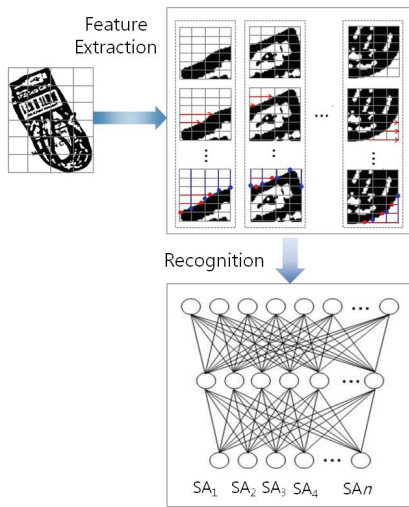 Feature
Extraction
...
Recognition
...
...
...
SA₁ SA₂ SA₃ SA₄ SAn